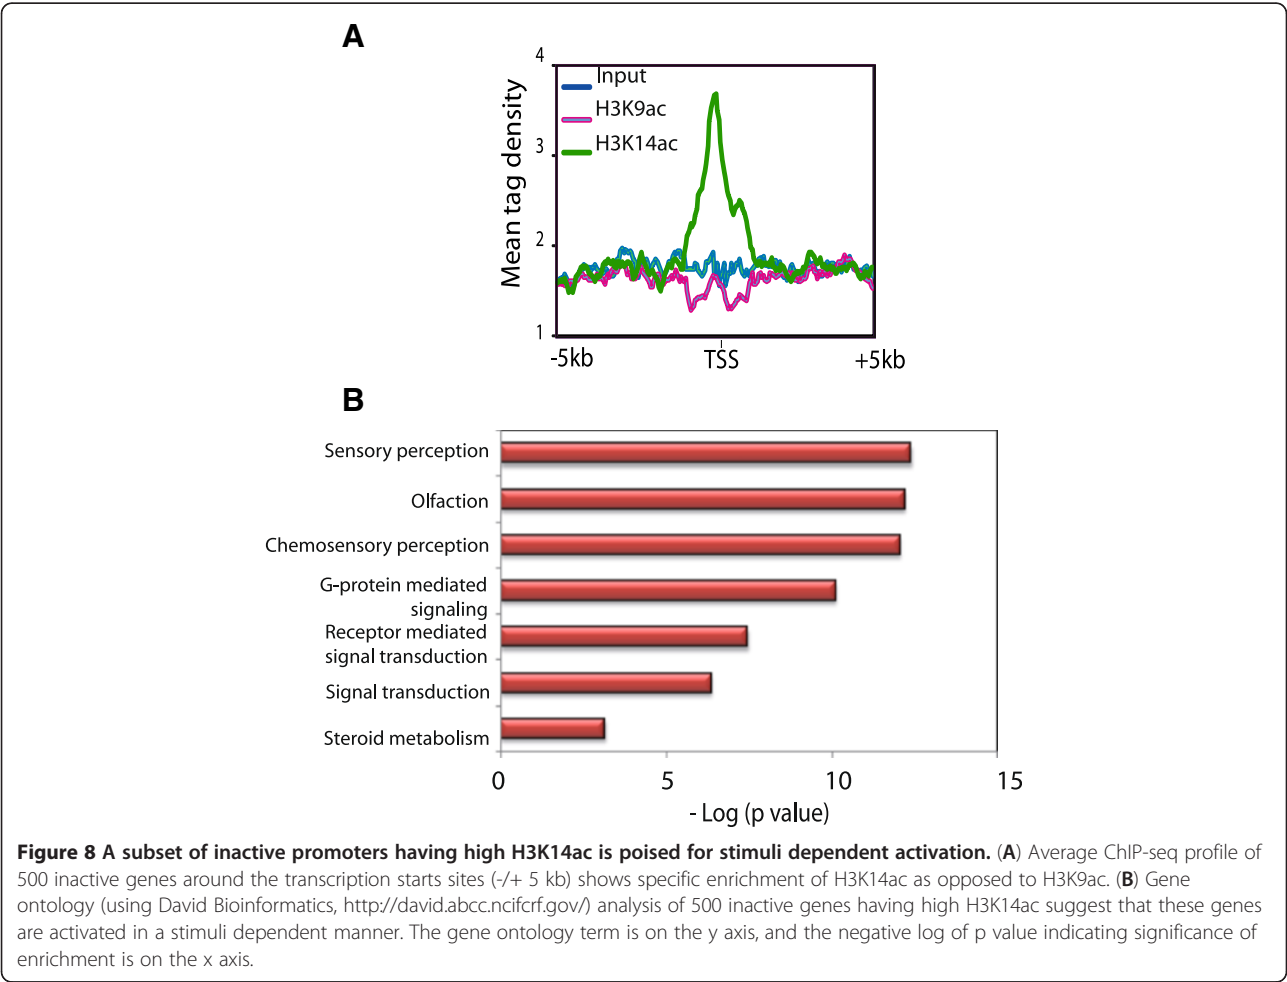 A
4
3
2
1
Mean tag density
Input
H3K9ac
H3K14ac
-5kb
TSS
+5kb
B
Sensory perception
Olfaction
Chemosensory perception
G-protein mediated
signaling
Receptor mediated
signal transduction
Signal transduction
Steroid metabolism
0
5
10
15
- Log (p value)
Figure 8 A subset of inactive promoters having high H3K14ac is poised for stimuli dependent activation. (A) Average ChIP-seq profile of
500 inactive genes around the transcription starts sites (-/+ 5 kb) shows specific enrichment of H3K14ac as opposed to H3K9ac. (B) Gene
ontology (using David Bioinformatics, http://david.abcc.ncifcrf.gov/) analysis of 500 inactive genes having high H3K14ac suggest that these genes
are activated in a stimuli dependent manner. The gene ontology term is on the y axis, and the negative log of p value indicating significance of
enrichment is on the x axis.